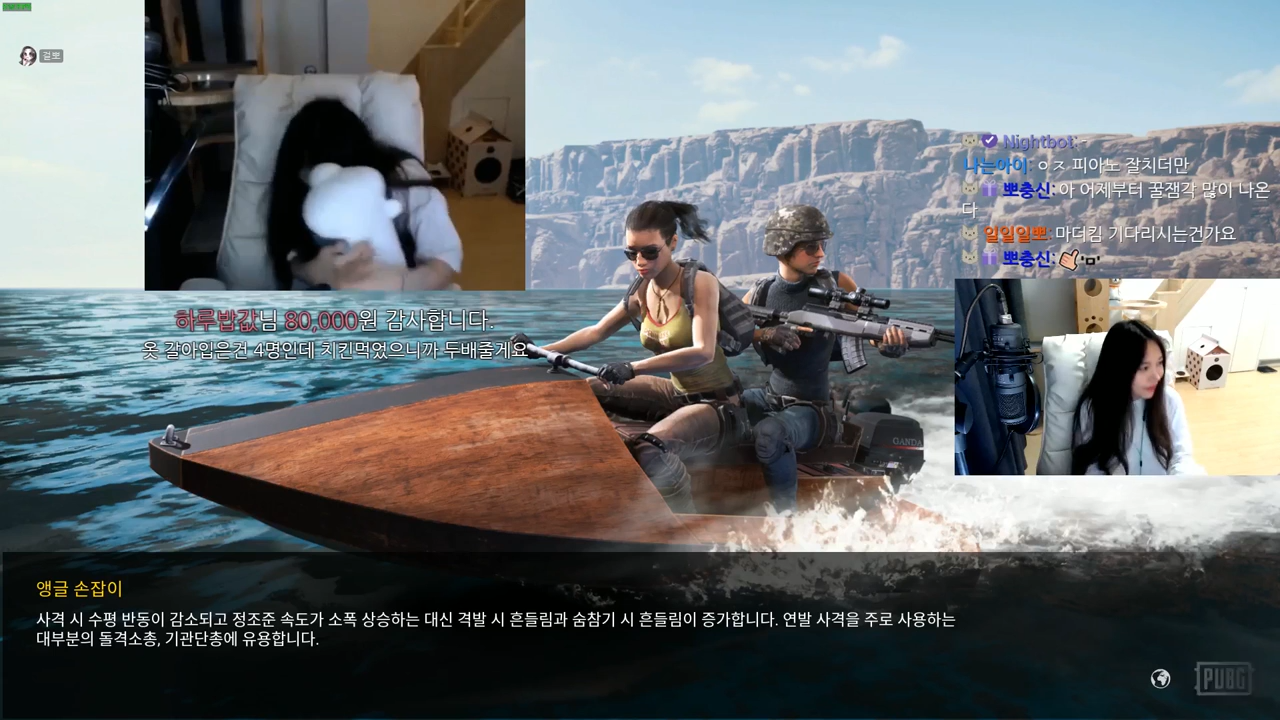 걸뽀
Nightbot: -
나는아이: ㅇㅈ 피아노 잘치더만
뽀충신: 아 어제부터 꿀잼각 많이 나온
다
일일일뽀: 마더킴 기다리시는건가요
뽀충신: 'ㅁ'
하루밥값님 80,000원 감사합니다.
옷 갈아입은건 4명인데 치킨먹었으니까 두배줄게요
GANDA
앵글 손잡이
사격 시 수평 반동이 감소되고 정조준 속도가 소폭 상승하는 대신 격발 시 흔들림과 숨참기 시 흔들림이 증가합니다. 연발 사격을 주로 사용하는
대부분의 돌격소총, 기관단총에 유용합니다.
PUBG